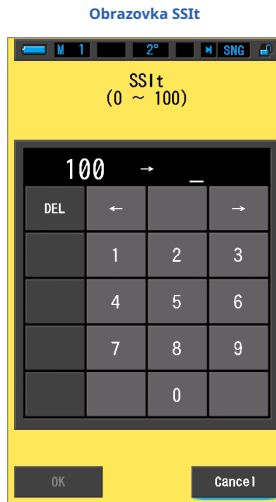 Obrazovka SSIt
M 1 2° SNG
SSIt
(0 ~ 100)
100 → _
DEL ← →
1 2 3
4 5 6
7 8 9
0
OK Cancel